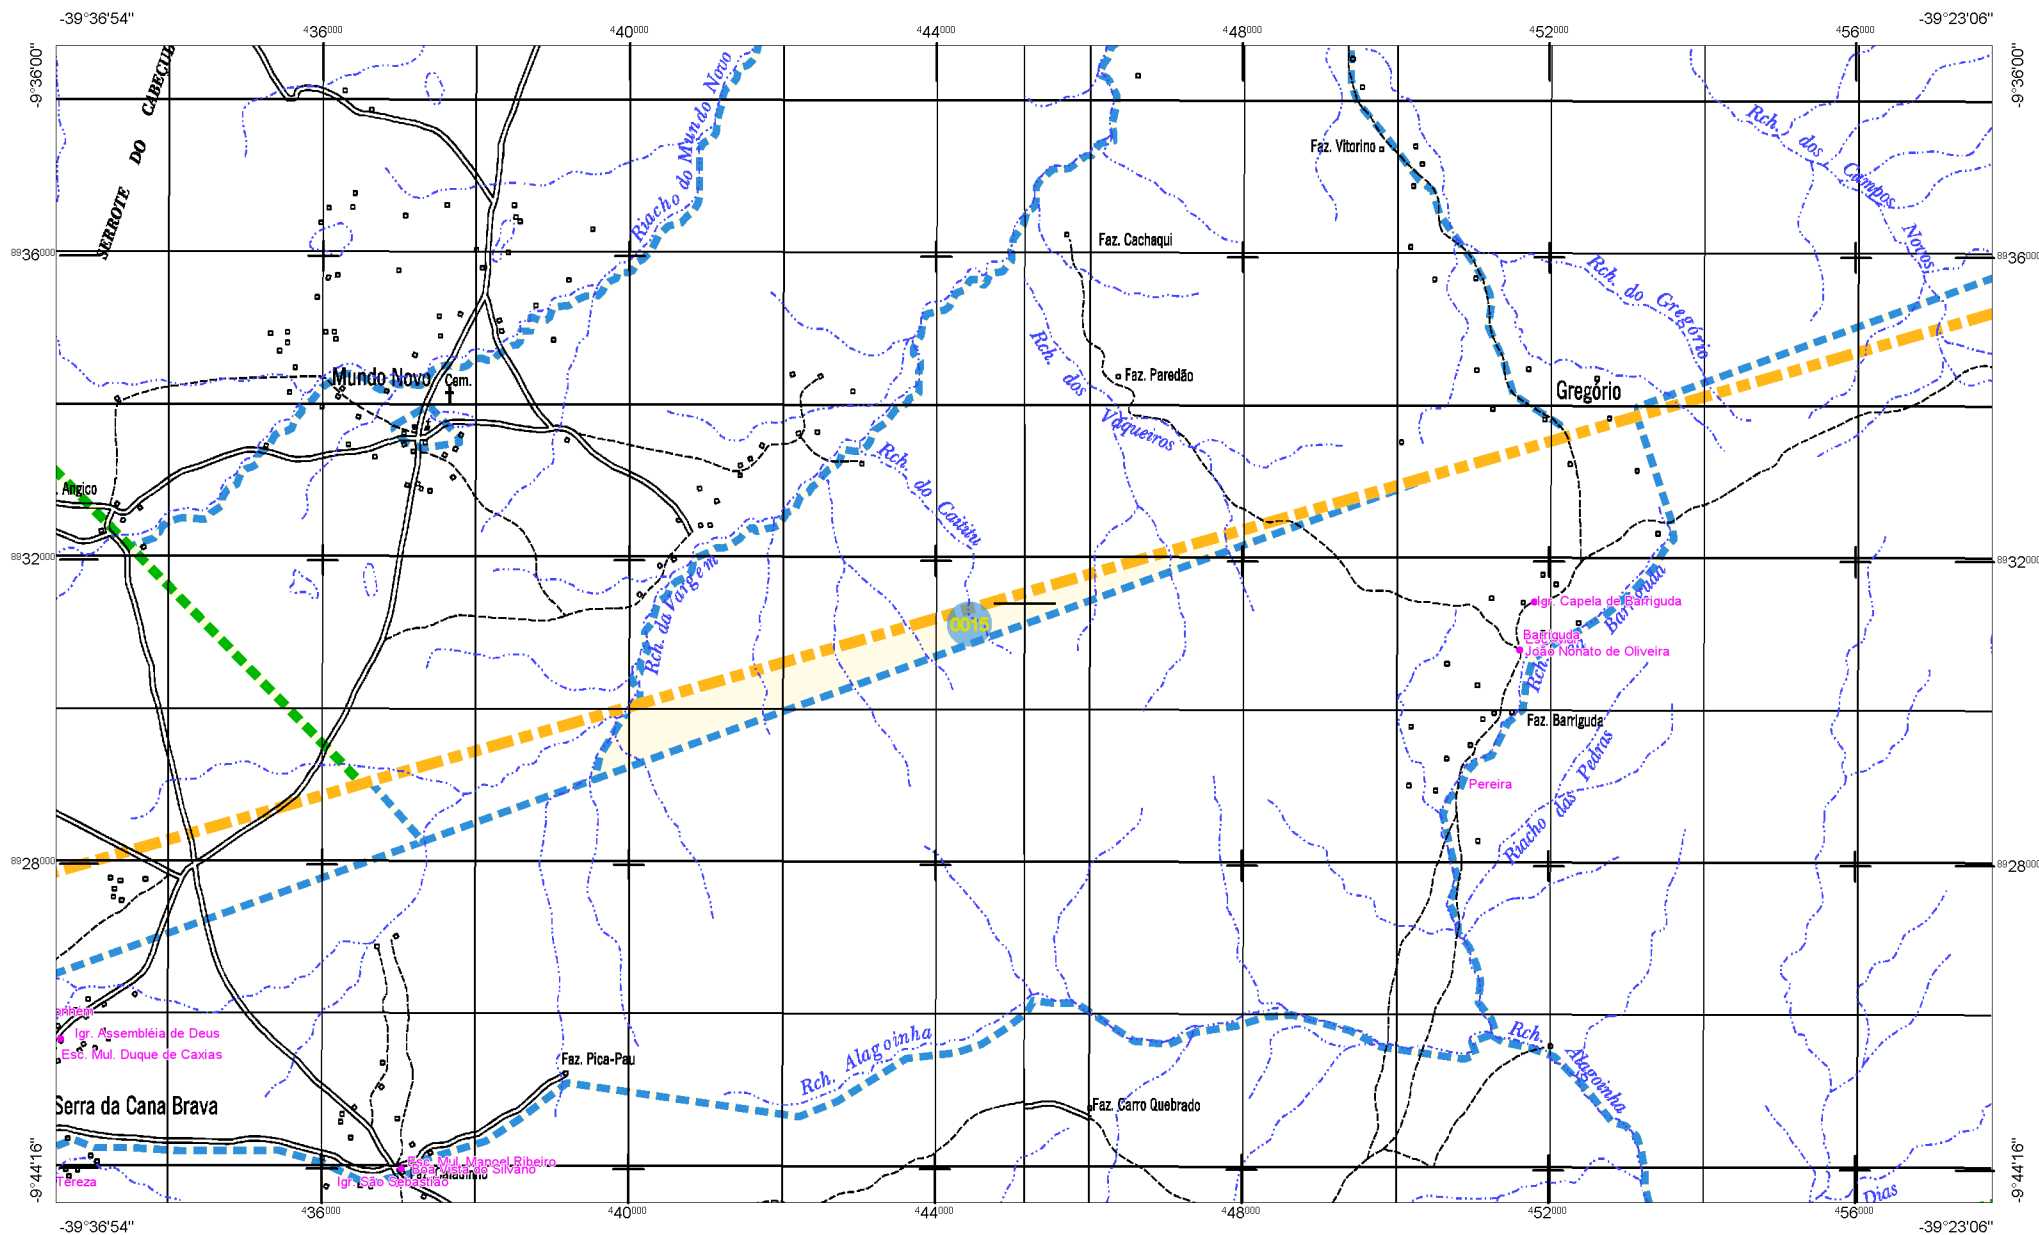 -39°36'54"
-39°23'06"
436000
440000
444000
448000
452000
456000
-9°36'00"
-9°36'00"
SERROTE DO CABECUD
Riacho do Mundo Novo
Faz. Vitorino
Rch. dos Campos Novos
Faz. Cachaqui
8936000
8936000
Rch. do Gregório
Rch. dos Vaqueiros
Mundo Novo
Cem.
Faz. Paredão
Gregório
Angico
Rch. do Caititu
8932000
8932000
Rch. da Vargem
0015
Igr. Capela de Barriguda
Barriguda
João Nonato de Oliveira
Rch. Barriguda
Faz. Barriguda
Pereira
Riacho das Pedras
8928000
8928000
onhém
Igr. Assembléia de Deus
Esc. Mul. Duque de Caxias
Faz. Pica-Pau
Rch. Alagoinha
Rch. Alagoinha
Serra da Cana Brava
Faz. Carro Quebrado
Esc. Mul. Manoel Ribeiro
Boa Vista do Silvano
Igr. São Sebastião
Tereza
Dias
-9°44'16"
-9°44'16"
436000
440000
444000
448000
452000
456000
-39°36'54"
-39°23'06"